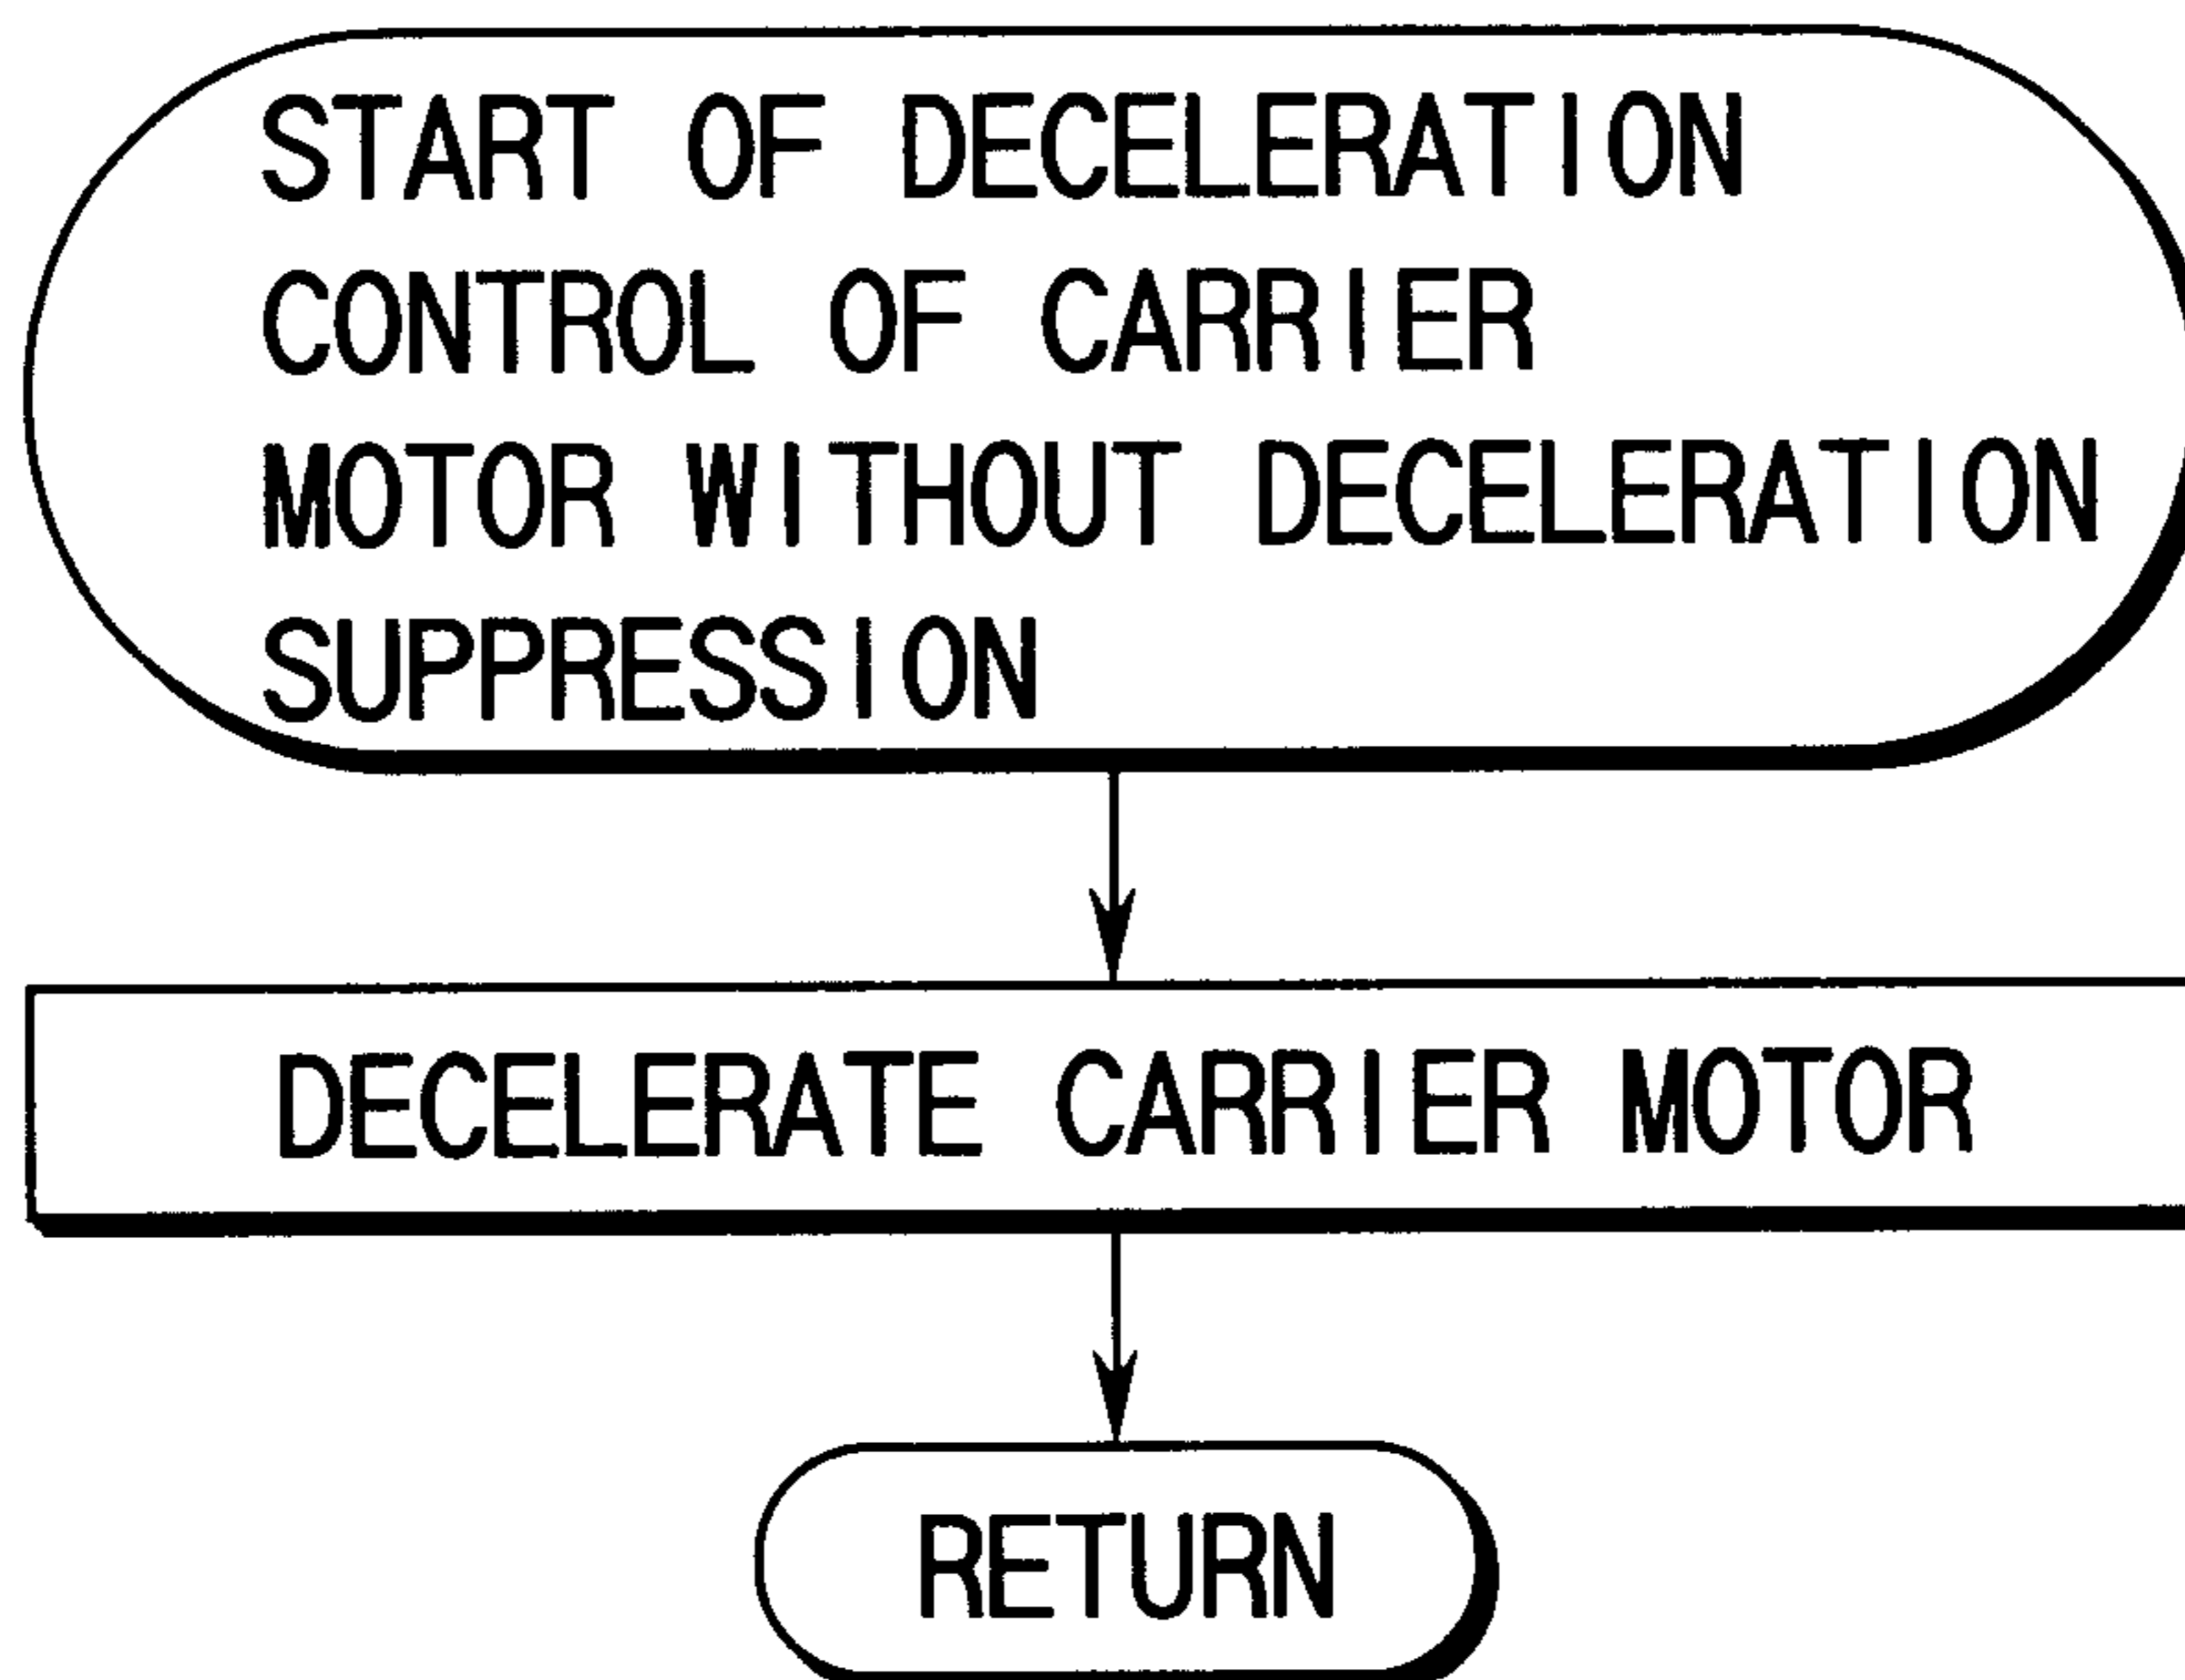 START OF DECELERATION
CONTROL OF CARRIER
MOTOR WITHOUT DECELERATION
SUPPRESSION
DECELERATE CARRIER MOTOR
RETURN